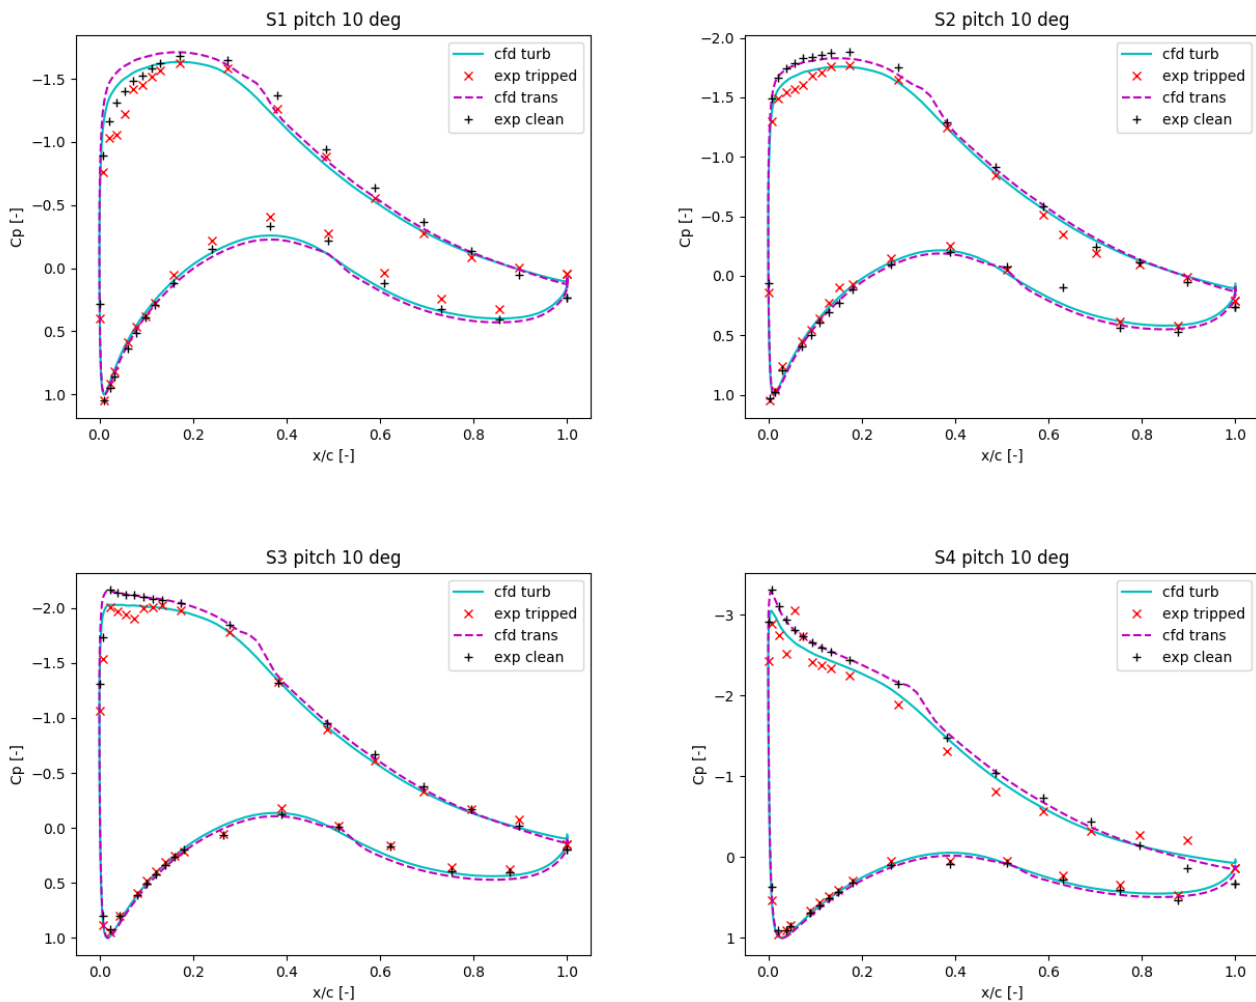 S1 pitch 10 deg
cfd turb
exp tripped
cfd trans
exp clean
Cp [-]
−1.5
−1.0
−0.5
0.0
0.5
1.0
0.0 0.2 0.4 0.6 0.8 1.0
x/c [-]
S2 pitch 10 deg
cfd turb
exp tripped
cfd trans
exp clean
Cp [-]
−2.0
−1.5
−1.0
−0.5
0.0
0.5
1.0
0.0 0.2 0.4 0.6 0.8 1.0
x/c [-]
S3 pitch 10 deg
cfd turb
exp tripped
cfd trans
exp clean
Cp [-]
−2.0
−1.5
−1.0
−0.5
0.0
0.5
1.0
0.0 0.2 0.4 0.6 0.8 1.0
x/c [-]
S4 pitch 10 deg
cfd turb
exp tripped
cfd trans
exp clean
Cp [-]
−3
−2
−1
0
1
0.0 0.2 0.4 0.6 0.8 1.0
x/c [-]